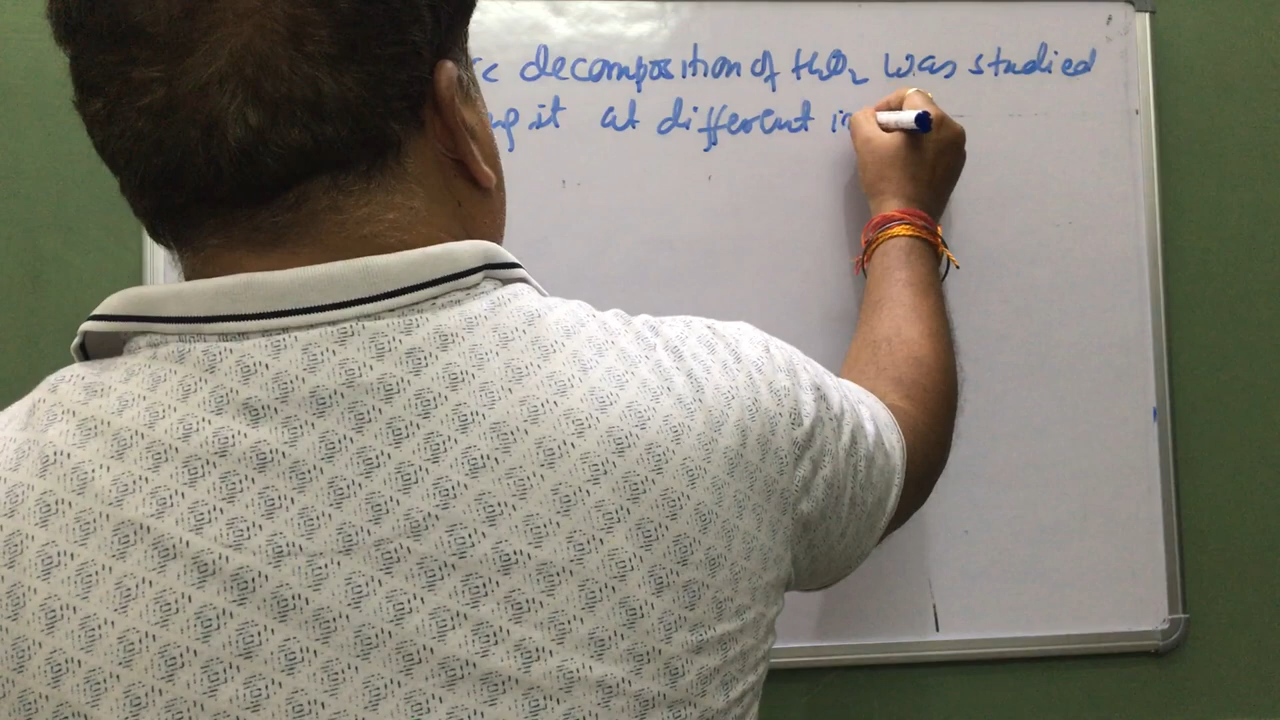 decomposition of H₂O₂ was studied
it at different